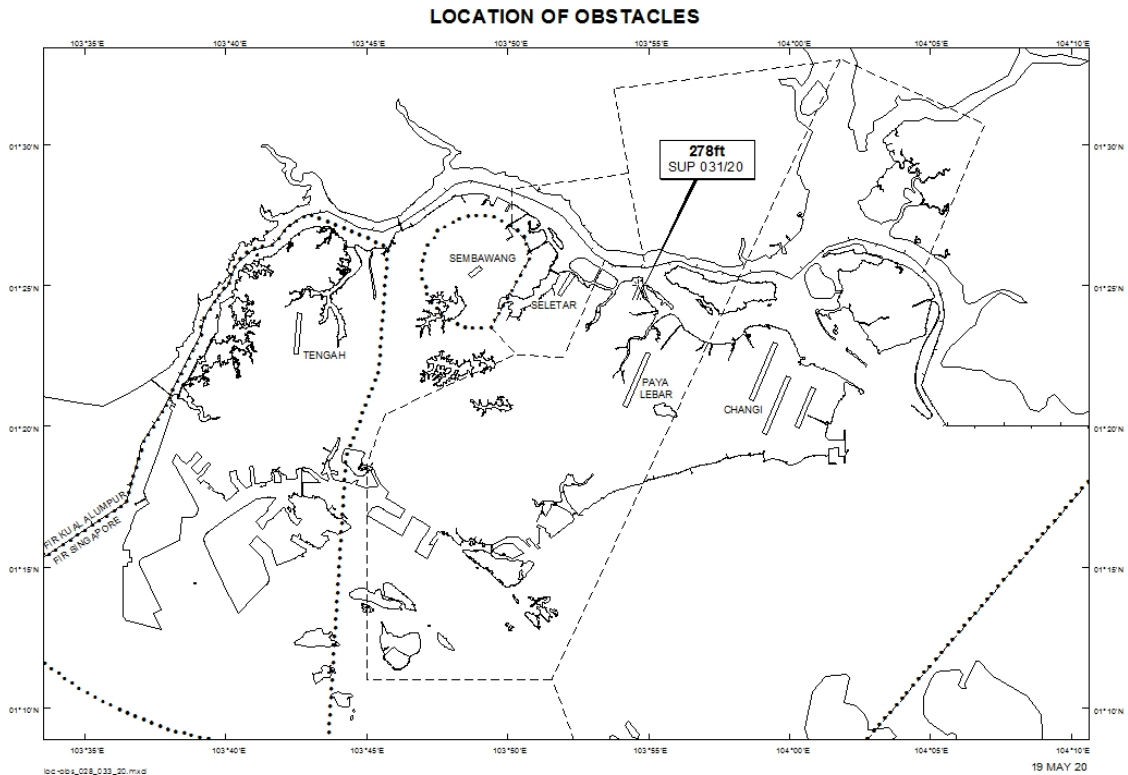 LOCATION OF OBSTACLES
103°35'E
103°40'E
103°45'E
103°50'E
103°55'E
104°00'E
104°05'E
104°10'E
01°30'N
01°30'N
278ft
SUP 031/20
SEMBAWANG
01°25'N
SELETAR
01°25'N
TENGAH
PAYA
LEBAR
CHANGI
01°20'N
01°20'N
FIR KUALA LUMPUR
FIR SINGAPORE
01°15'N
01°15'N
01°10'N
01°10'N
103°35'E
103°40'E
103°45'E
103°50'E
103°55'E
104°00'E
104°05'E
104°10'E
loc-obs_028_033_20.mxd
19 MAY 20